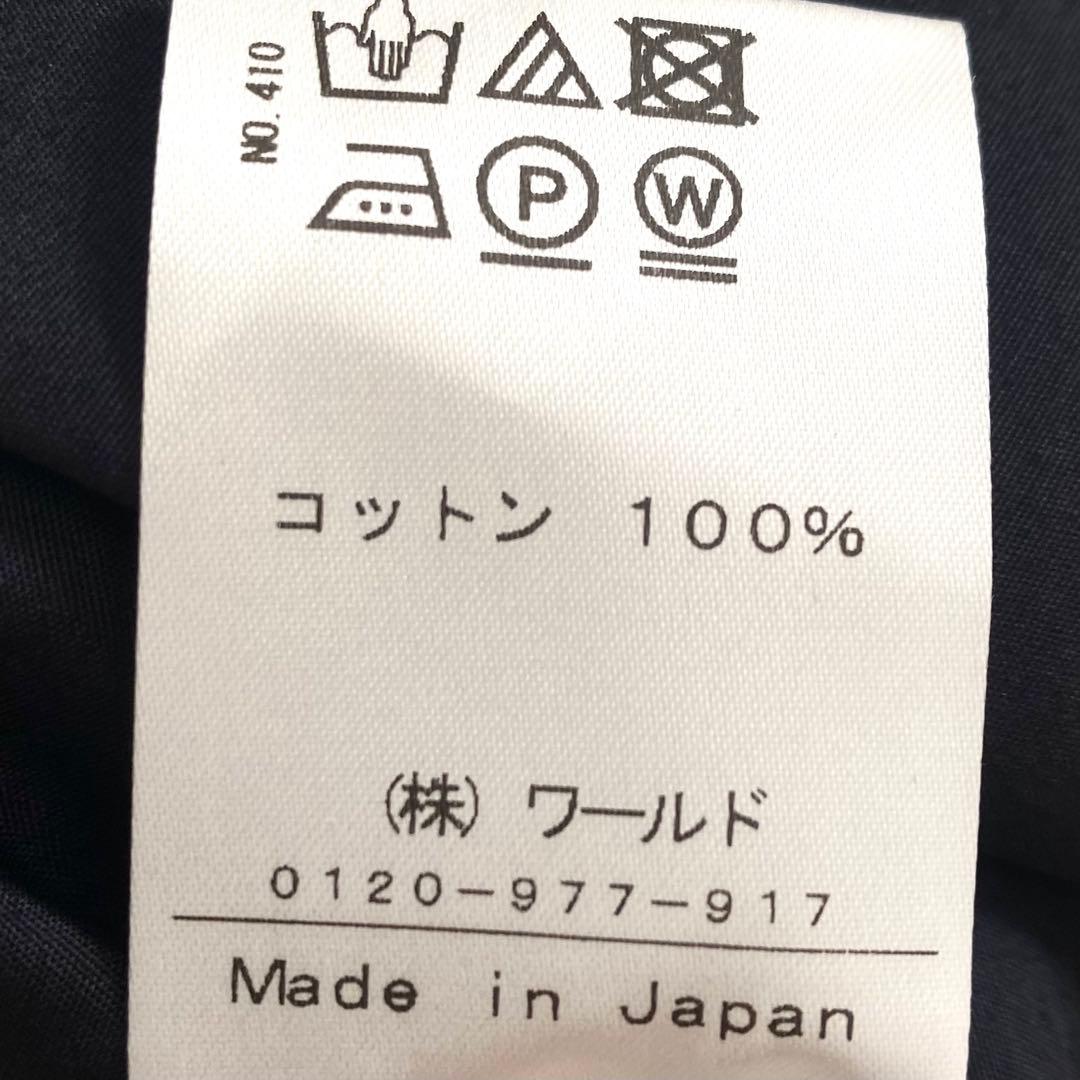 NO. 410
P W
コットン 100%
(株) ワールド
0120-977-917
Made in Japan